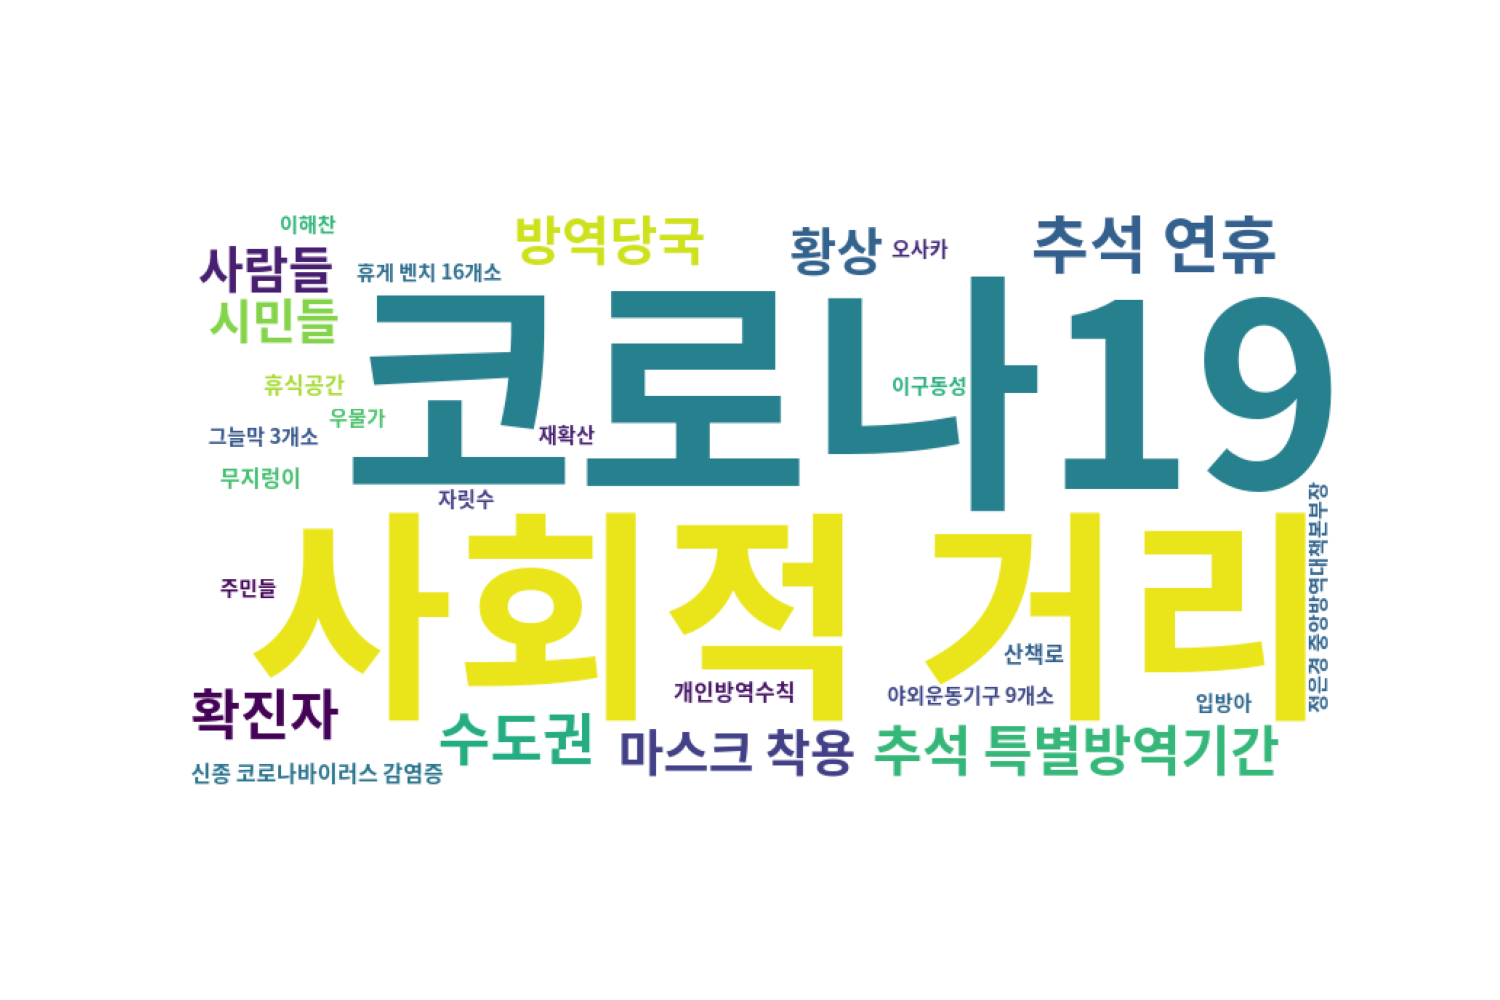 이해찬
방역당국
황상
오사카
추석 연휴
사람들
휴게 벤치 16개소
시민들
코로나19
휴식공간
이구동성
우물가
그늘막 3개소
재확산
무지렁이
자릿수
사회적 거리
정은경 중앙방역대책본부장
주민들
산책로
확진자
개인방역수칙
야외운동기구 9개소
입방아
수도권
마스크 착용
추석 특별방역기간
신종 코로나바이러스 감염증